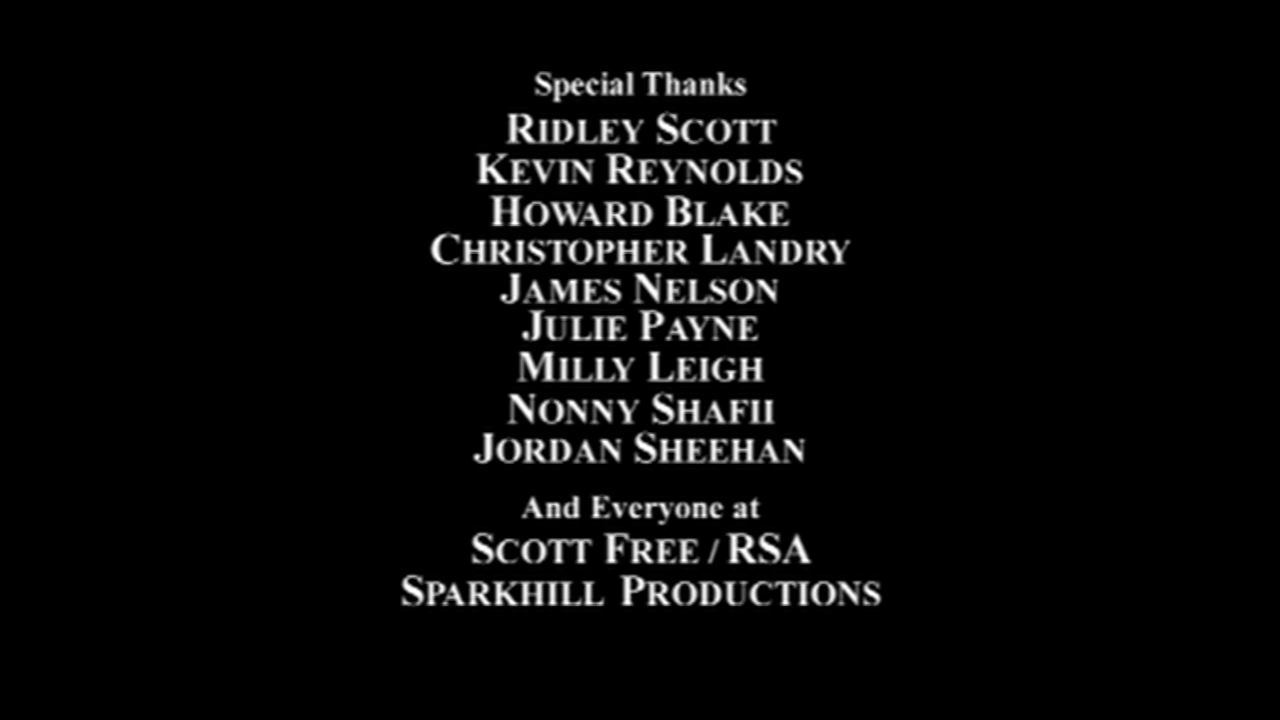 Special Thanks
RIDLEY SCOTT
KEVIN REYNOLDS
HOWARD BLAKE
CHRISTOPHER LANDRY
JAMES NELSON
JULIE PAYNE
MILLY LEIGH
NONNY SHAFII
JORDAN SHEEHAN
And Everyone at
SCOTT FREE / RSA
SPARKHILL PRODUCTIONS